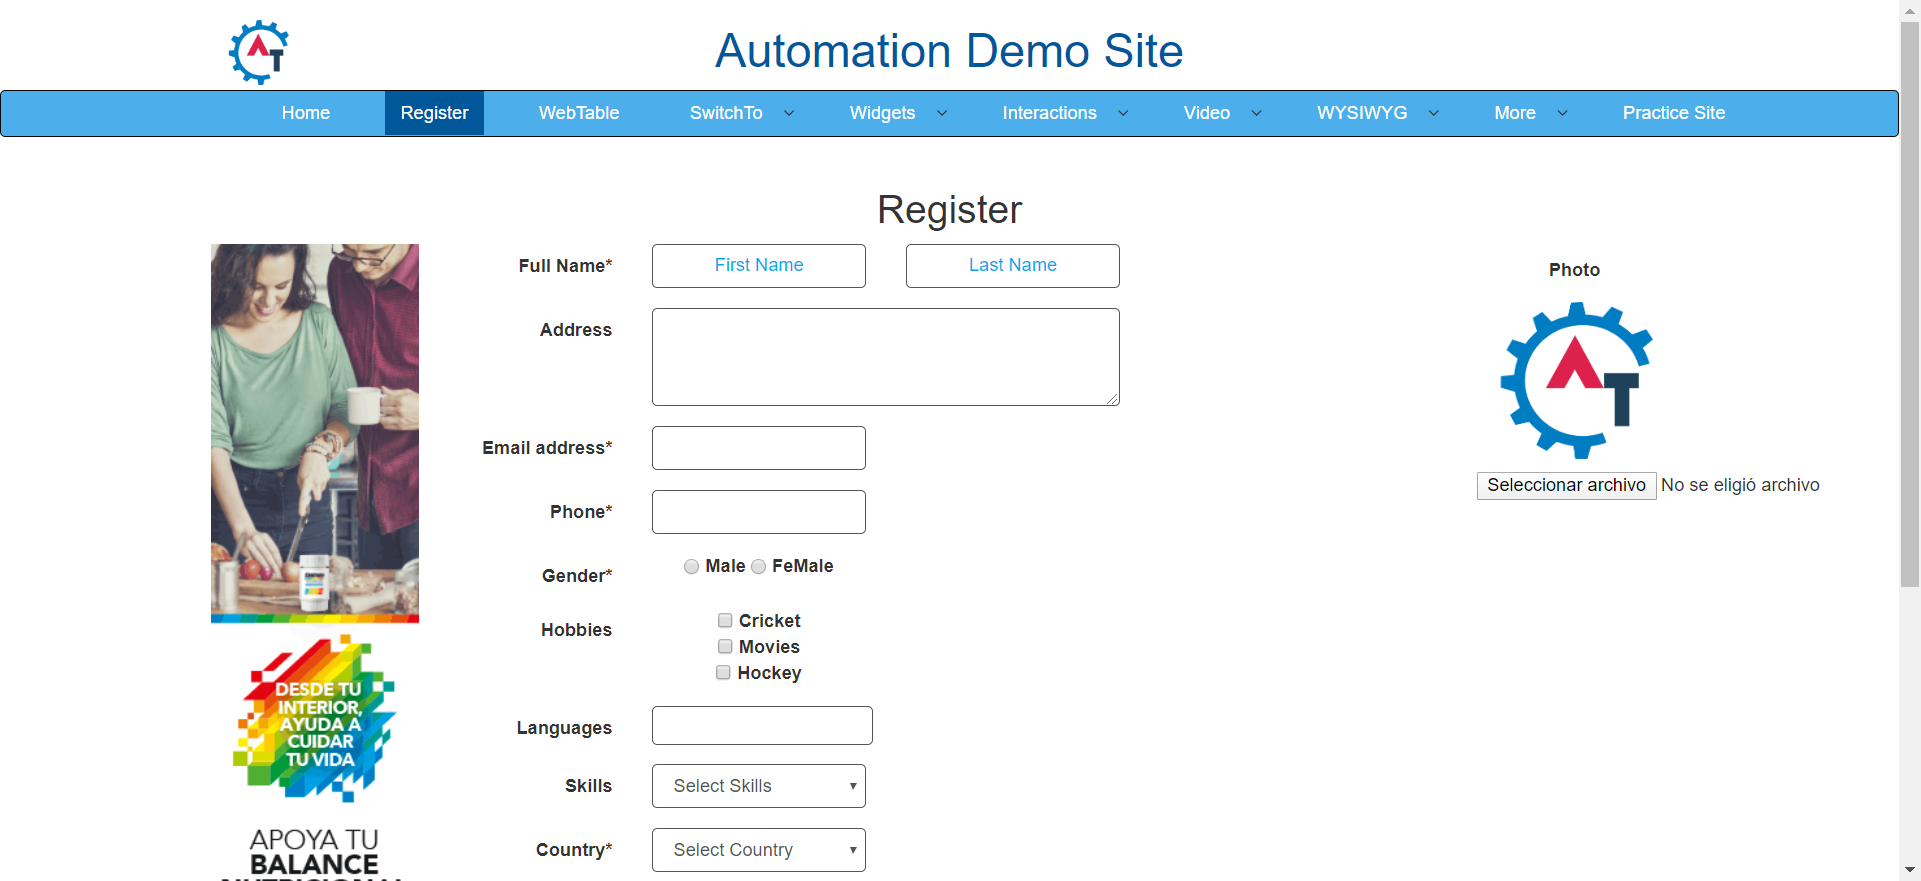 AT
Automation Demo Site
Home Register WebTable SwitchTo Widgets Interactions Video WYSIWYG More Practice Site
Register
Full Name* First Name Last Name
Photo
Address
AT
Email address*
Seleccionar archivo No se eligió archivo
Phone*
Gender* Male FeMale
Hobbies
Cricket
Movies
Hockey
Languages
Skills Select Skills
Country* Select Country
DESDE TU
INTERIOR,
AYUDA A
CUIDAR
TU VIDA
APOYA TU
BALANCE